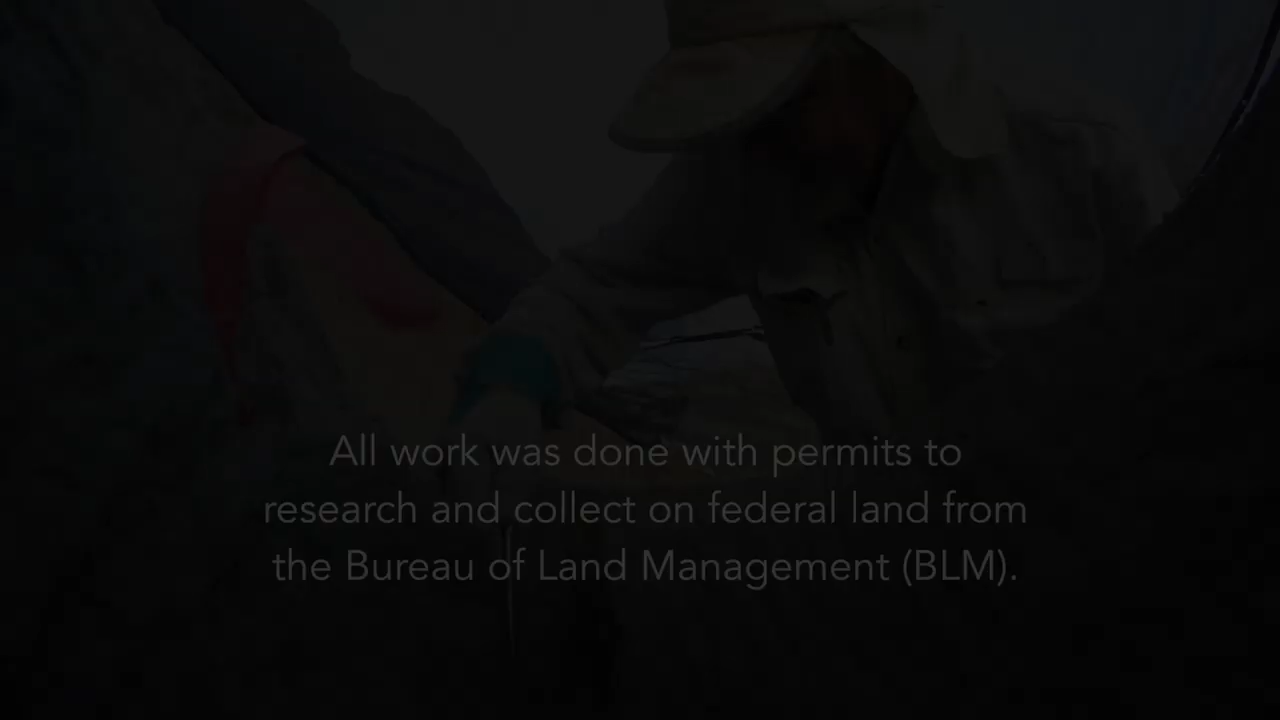 All work was done with permits to
research and collect on federal land from
the Bureau of Land Management (BLM).